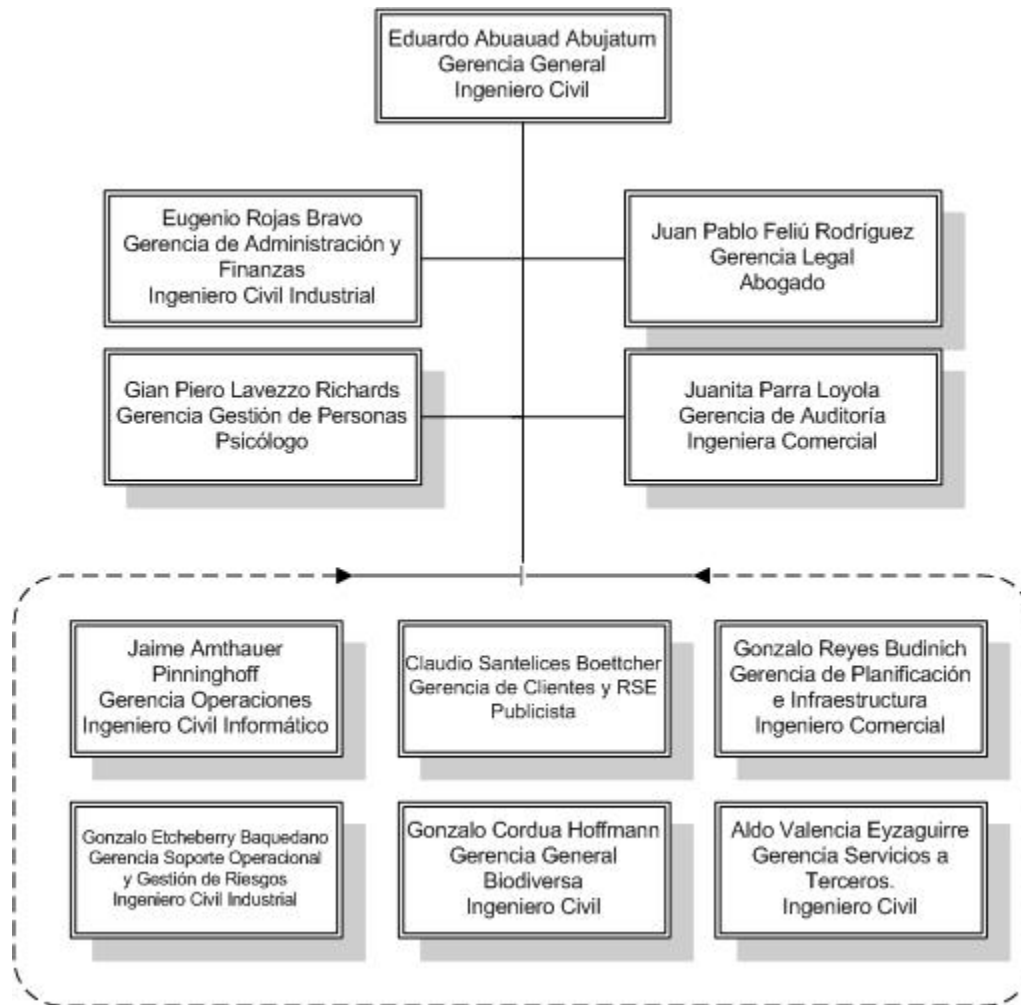 Eduardo Abuauad Abujatum
Gerencia General
Ingeniero Civil
Eugenio Rojas Bravo
Gerencia de Administración y
Finanzas
Ingeniero Civil Industrial
Juan Pablo Feliú Rodríguez
Gerencia Legal
Abogado
Gian Piero Lavezzo Richards
Gerencia Gestión de Personas
Psicólogo
Juanita Parra Loyola
Gerencia de Auditoría
Ingeniera Comercial
Jaime Amthauer
Pinninghoff
Gerencia Operaciones
Ingeniero Civil Informático
Claudio Santelices Boettcher
Gerencia de Clientes y RSE
Publicista
Gonzalo Reyes Budinich
Gerencia de Planificación
e Infraestructura
Ingeniero Comercial
Gonzalo Etcheberry Baquedano
Gerencia Soporte Operacional
y Gestión de Riesgos
Ingeniero Civil Industrial
Gonzalo Cordua Hoffmann
Gerencia General
Biodiversa
Ingeniero Civil
Aldo Valencia Eyzaguirre
Gerencia Servicios a
Terceros.
Ingeniero Civil